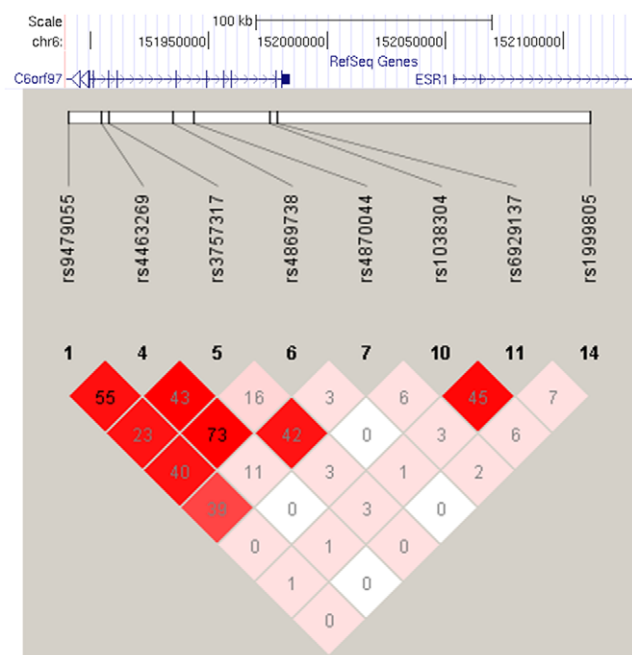 Scale 100 kb
chr6: 151950000 152000000 152050000 152100000
RefSeq Genes
C6orf97 ESR1
rs9479055 rs4463269 rs3757317 rs4869738 rs4870044 rs1038304 rs6929137 rs1999805
1 4 5 6 7 10 11 14
55 43 16 3 6 45 7
23 73 42 0 3 6
40 11 3 1 2
39 0 3 0
0 1 0
1 0
0